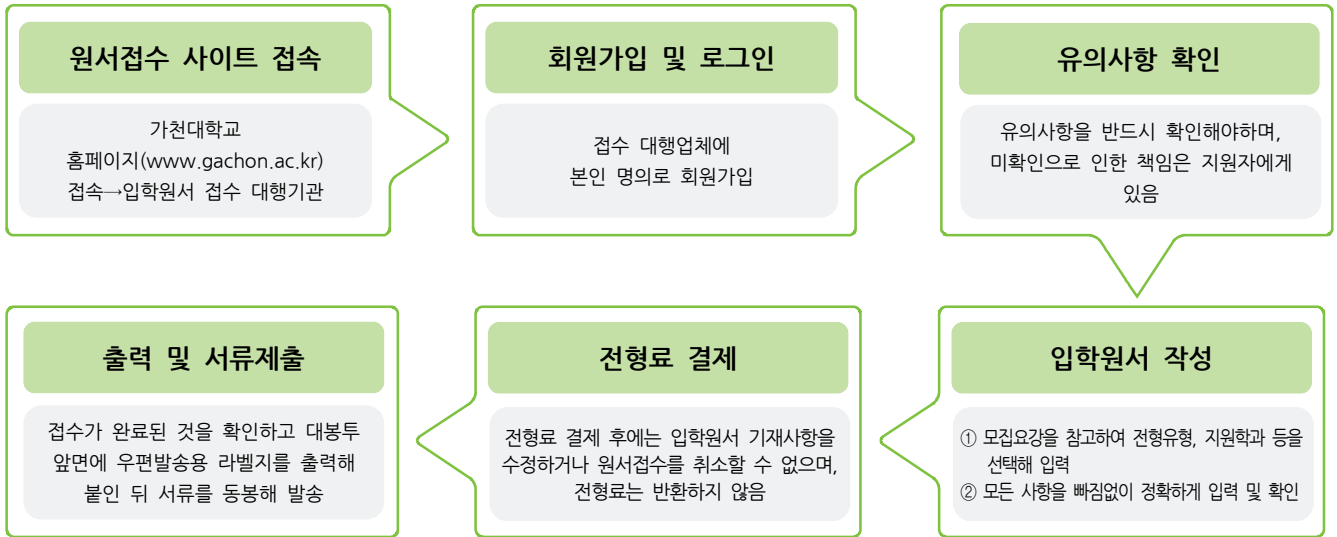 원서접수 사이트 접속
가천대학교
홈페이지(www.gachon.ac.kr)
접속→입학원서 접수 대행기관
회원가입 및 로그인
접수 대행업체에
본인 명의로 회원가입
유의사항 확인
유의사항을 반드시 확인해야하며,
미확인으로 인한 책임은 지원자에게
있음
입학원서 작성
① 모집요강을 참고하여 전형유형, 지원학과 등을
선택해 입력
② 모든 사항을 빠짐없이 정확하게 입력 및 확인
전형료 결제
전형료 결제 후에는 입학원서 기재사항을
수정하거나 원서접수를 취소할 수 없으며,
전형료는 반환하지 않음
출력 및 서류제출
접수가 완료된 것을 확인하고 대봉투
앞면에 우편발송용 라벨지를 출력해
붙인 뒤 서류를 동봉해 발송